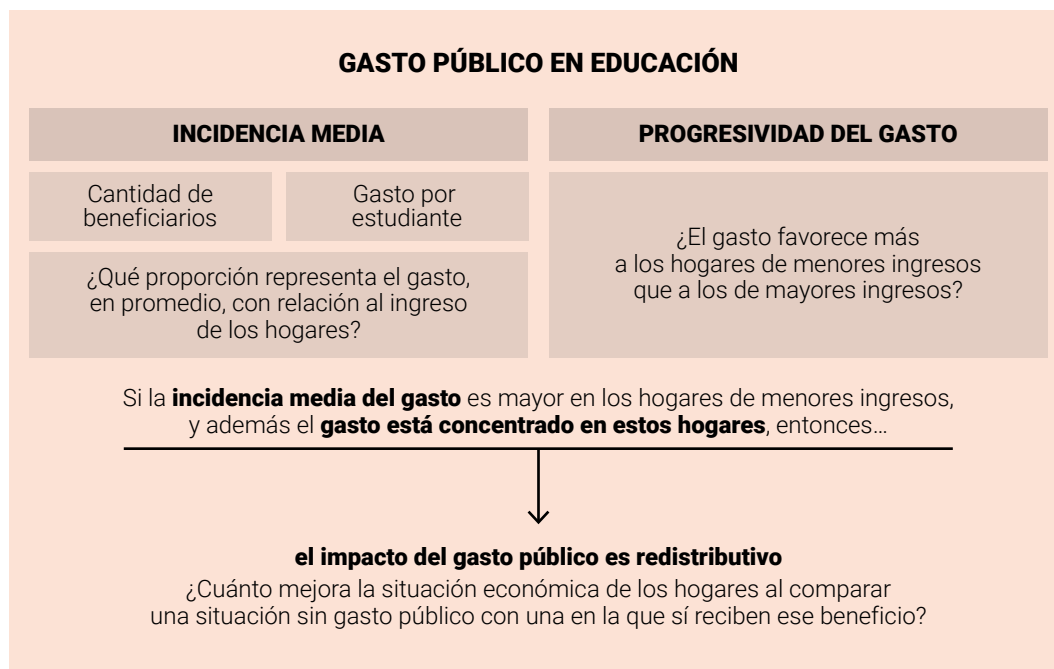 GASTO PÚBLICO EN EDUCACIÓN
INCIDENCIA MEDIA
Cantidad de
beneficiarios
Gasto por
estudiante
¿Qué proporción representa el gasto,
en promedio, con relación al ingreso
de los hogares?
PROGRESIVIDAD DEL GASTO
¿El gasto favorece más
a los hogares de menores ingresos
que a los de mayores ingresos?
Si la incidencia media del gasto es mayor en los hogares de menores ingresos,
y además el gasto está concentrado en estos hogares, entonces…
el impacto del gasto público es redistributivo
¿Cuánto mejora la situación económica de los hogares al comparar
una situación sin gasto público con una en la que sí reciben ese beneficio?